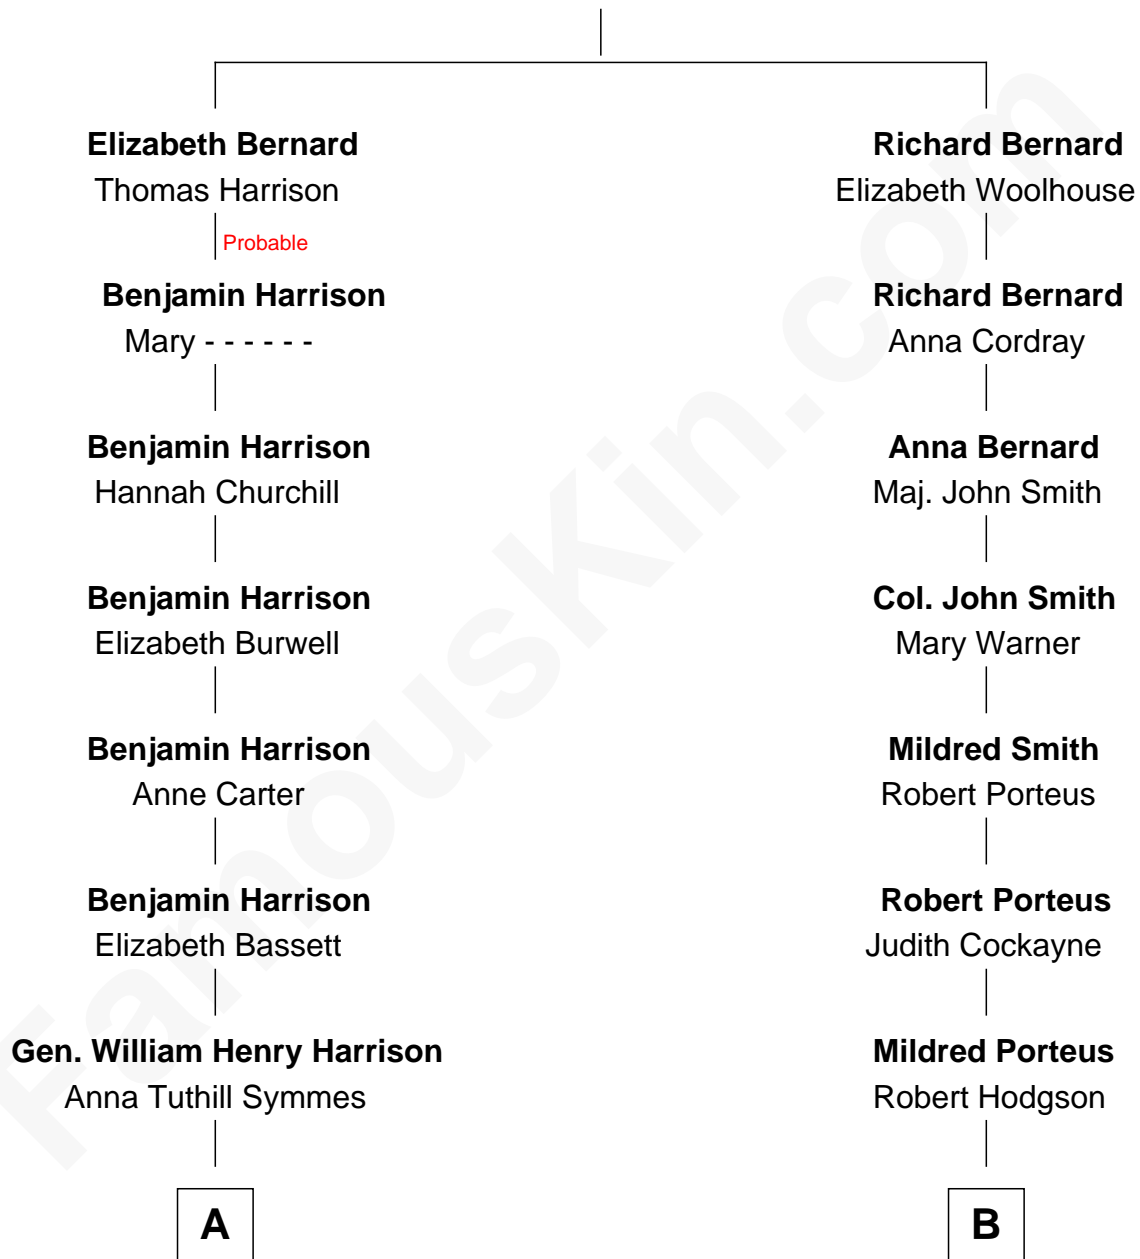 Elizabeth Bernard
Thomas Harrison
Probable
Benjamin Harrison
Mary - - - - - -
Benjamin Harrison
Hannah Churchill
Benjamin Harrison
Elizabeth Burwell
Benjamin Harrison
Anne Carter
Benjamin Harrison
Elizabeth Bassett
Gen. William Henry Harrison
Anna Tuthill Symmes
A
Richard Bernard
Elizabeth Woolhouse
Richard Bernard
Anna Cordray
Anna Bernard
Maj. John Smith
Col. John Smith
Mary Warner
Mildred Smith
Robert Porteus
Robert Porteus
Judith Cockayne
Mildred Porteus
Robert Hodgson
B
FamousKin.com